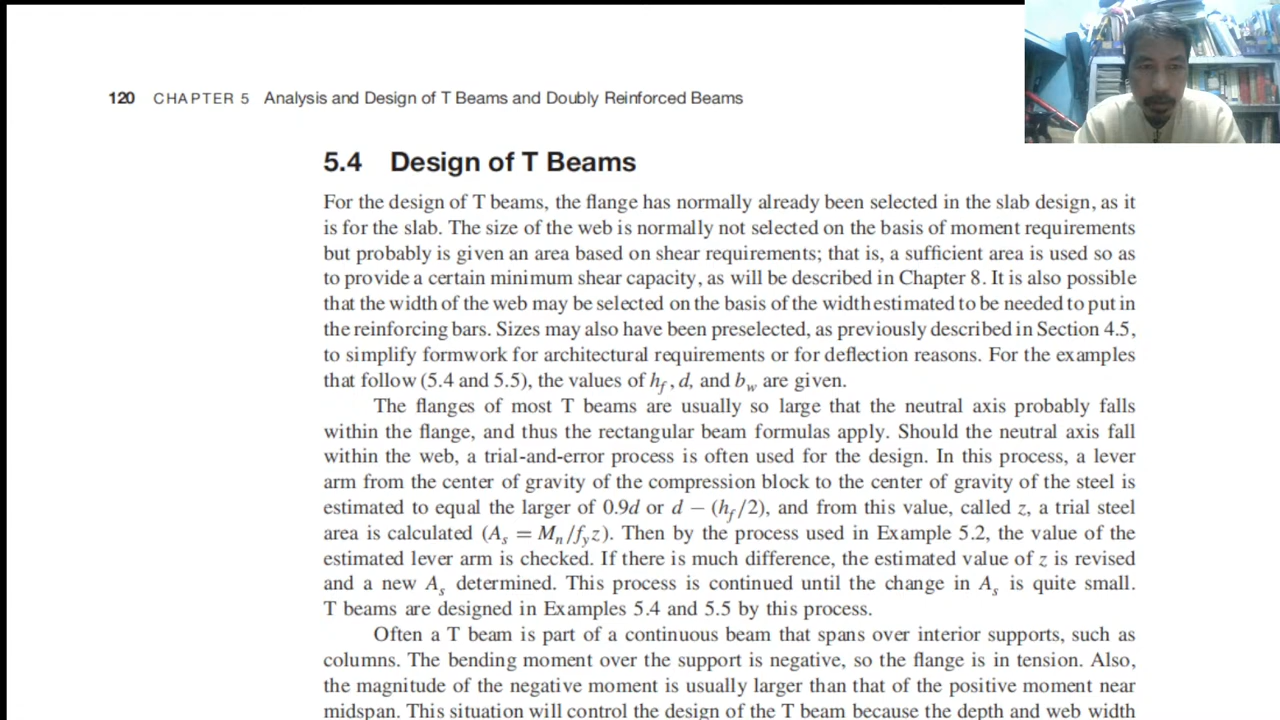 120 CHAPTER 5 Analysis and Design of T Beams and Doubly Reinforced Beams
5.4 Design of T Beams
For the design of T beams, the flange has normally already been selected in the slab design, as it
is for the slab. The size of the web is normally not selected on the basis of moment requirements
but probably is given an area based on shear requirements; that is, a sufficient area is used so as
to provide a certain minimum shear capacity, as will be described in Chapter 8. It is also possible
that the width of the web may be selected on the basis of the width estimated to be needed to put in
the reinforcing bars. Sizes may also have been preselected, as previously described in Section 4.5,
to simplify formwork for architectural requirements or for deflection reasons. For the examples
that follow (5.4 and 5.5), the values of h_f, d, and b_w are given.
The flanges of most T beams are usually so large that the neutral axis probably falls
within the flange, and thus the rectangular beam formulas apply. Should the neutral axis fall
within the web, a trial-and-error process is often used for the design. In this process, a lever
arm from the center of gravity of the compression block to the center of gravity of the steel is
estimated to equal the larger of 0.9d or d − (h_f/2), and from this value, called z, a trial steel
area is calculated (A_s = M_n/f_yz). Then by the process used in Example 5.2, the value of the
estimated lever arm is checked. If there is much difference, the estimated value of z is revised
and a new A_s determined. This process is continued until the change in A_s is quite small.
T beams are designed in Examples 5.4 and 5.5 by this process.
Often a T beam is part of a continuous beam that spans over interior supports, such as
columns. The bending moment over the support is negative, so the flange is in tension. Also,
the magnitude of the negative moment is usually larger than that of the positive moment near
midspan. This situation will control the design of the T beam because the depth and web width